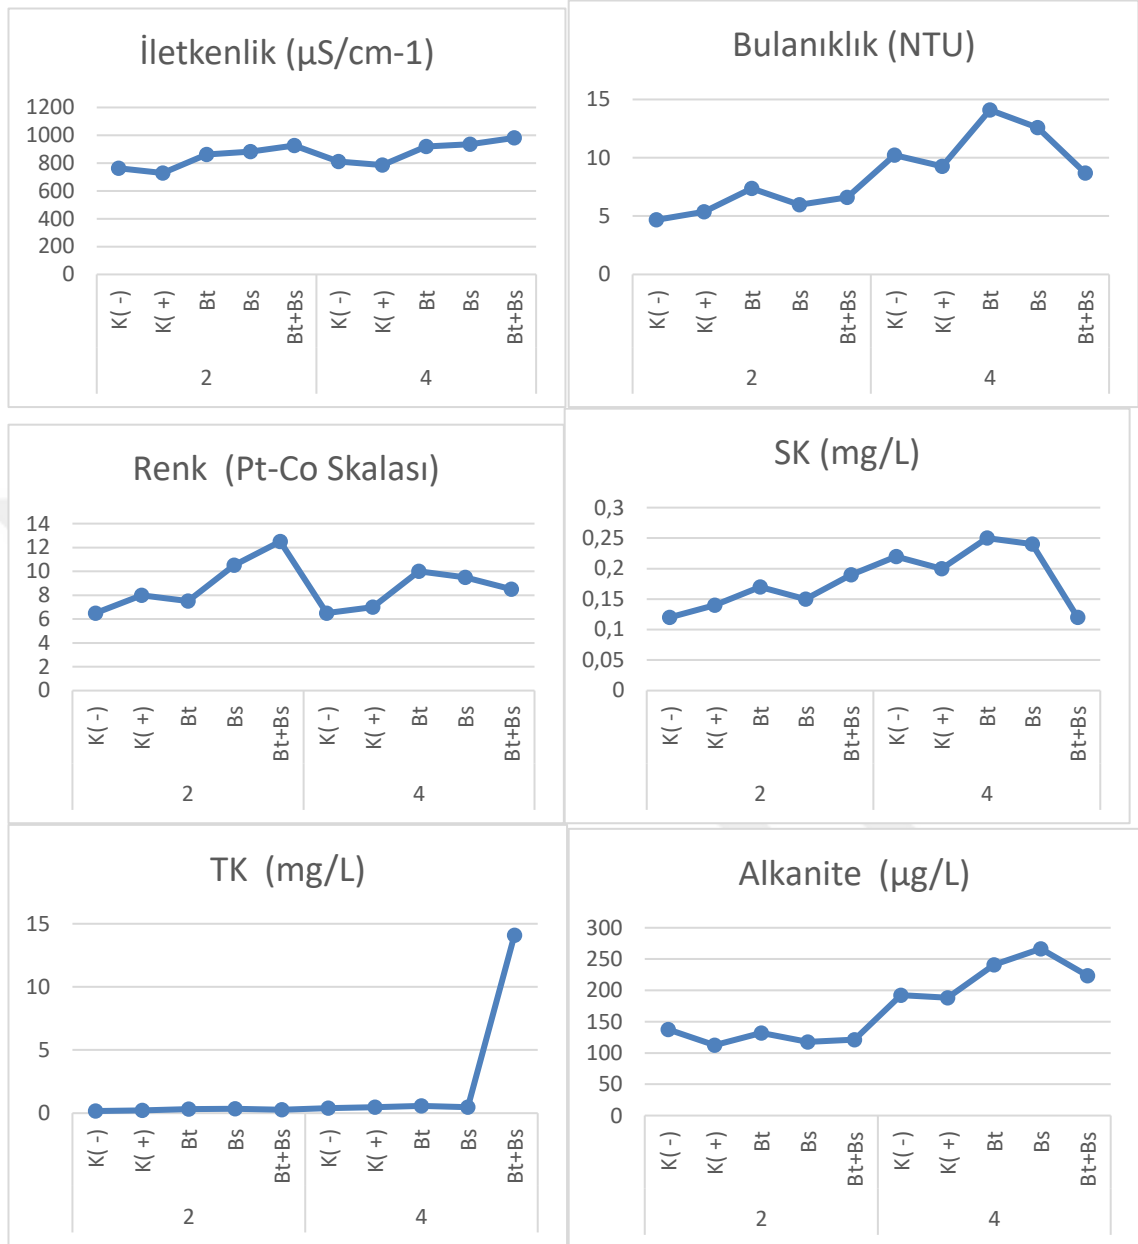 İletkenlik (µS/cm-1)
1200
1000
800
600
400
200
0
K( -)
K( +)
Bt
Bs
Bt+Bs
K( -)
K( +)
Bt
Bs
Bt+Bs
2
4
Bulanıklık (NTU)
15
10
5
0
K( -)
K( +)
Bt
Bs
Bt+Bs
K( -)
K( +)
Bt
Bs
Bt+Bs
2
4
Renk (Pt-Co Skalası)
14
12
10
8
6
4
2
0
K( -)
K( +)
Bt
Bs
Bt+Bs
K( -)
K( +)
Bt
Bs
Bt+Bs
2
4
SK (mg/L)
0,3
0,25
0,2
0,15
0,1
0,05
0
K( -)
K( +)
Bt
Bs
Bt+Bs
K( -)
K( +)
Bt
Bs
Bt+Bs
2
4
TK (mg/L)
15
10
5
0
K( -)
K( +)
Bt
Bs
Bt+Bs
K( -)
K( +)
Bt
Bs
Bt+Bs
2
4
Alkanite (µg/L)
300
250
200
150
100
50
0
K( -)
K( +)
Bt
Bs
Bt+Bs
K( -)
K( +)
Bt
Bs
Bt+Bs
2
4